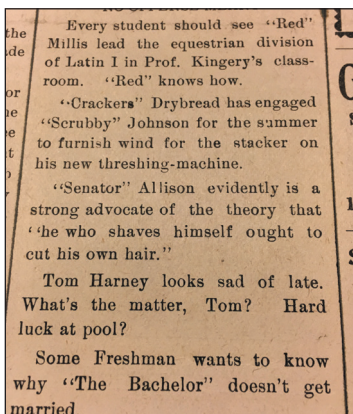 Every student should see "Red"
Millis lead the equestrian division
of Latin I in Prof. Kingery's class-
room. "Red" knows how.
"Crackers" Drybread has engaged
"Scrubby" Johnson for the summer
to furnish wind for the stacker on
his new threshing-machine.
"Senator" Allison evidently is a
strong advocate of the theory that
"he who shaves himself ought to
cut his own hair."
Tom Harney looks sad of late.
What's the matter, Tom? Hard
luck at pool?
Some Freshman wants to know
why "The Bachelor" doesn't get
married